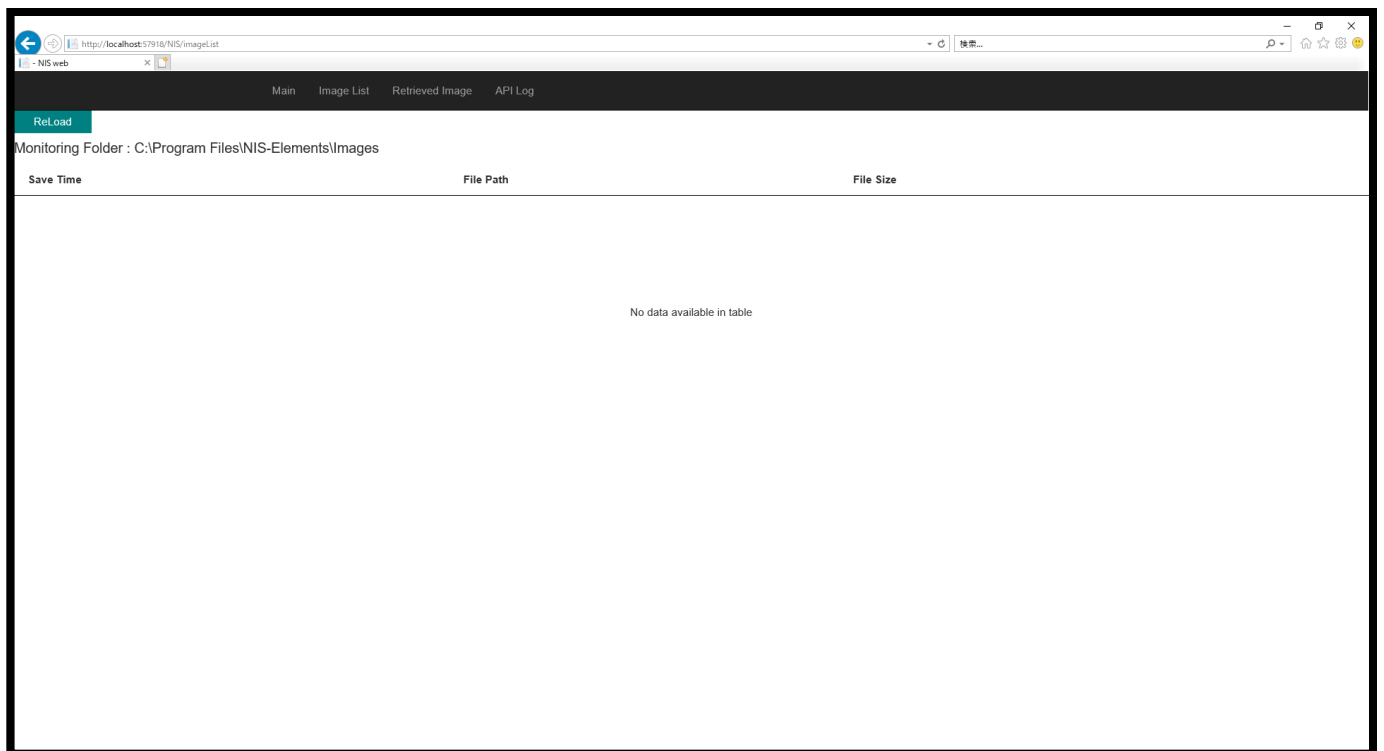 http://localhost:57918/NIS/imageList 検索...
- NIS web
Main Image List Retrieved Image API Log
ReLoad
Monitoring Folder : C:\Program Files\NIS-Elements\Images
Save Time File Path File Size
No data available in table